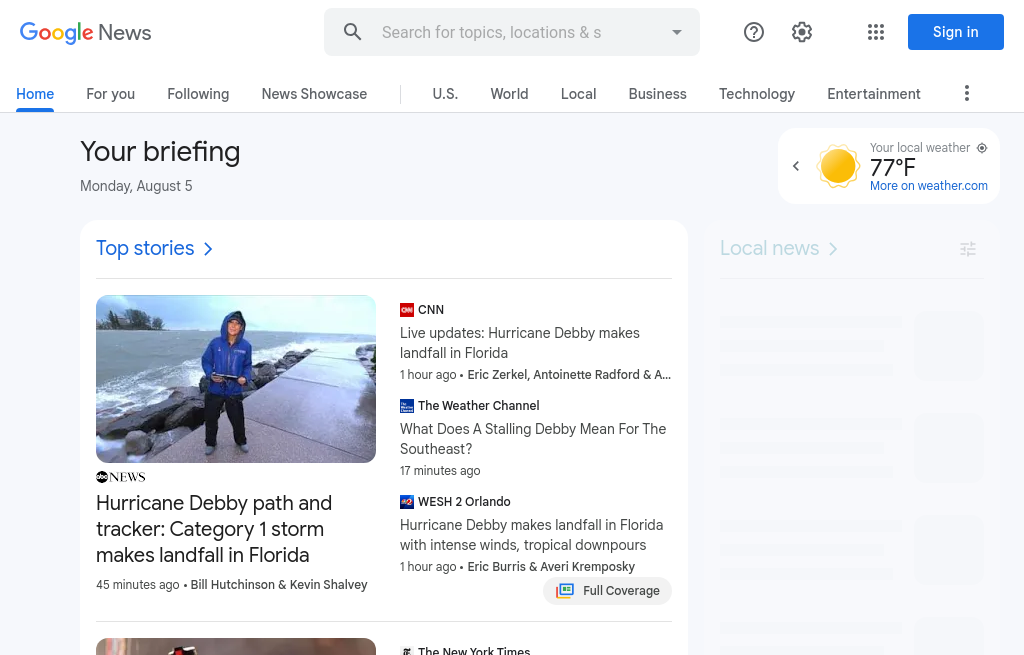 Google News
Search for topics, locations & s
Sign in
Home
For you
Following
News Showcase
U.S.
World
Local
Business
Technology
Entertainment
Your briefing
Monday, August 5
Your local weather
77°F
More on weather.com
Top stories
Local news
abc NEWS
Hurricane Debby path and
tracker: Category 1 storm
makes landfall in Florida
45 minutes ago • Bill Hutchinson & Kevin Shalvey
CNN
Live updates: Hurricane Debby makes
landfall in Florida
1 hour ago • Eric Zerkel, Antoinette Radford & A...
The Weather Channel
What Does A Stalling Debby Mean For The
Southeast?
17 minutes ago
WESH 2 Orlando
Hurricane Debby makes landfall in Florida
with intense winds, tropical downpours
1 hour ago • Eric Burris & Averi Kremposky
Full Coverage
The New York Times